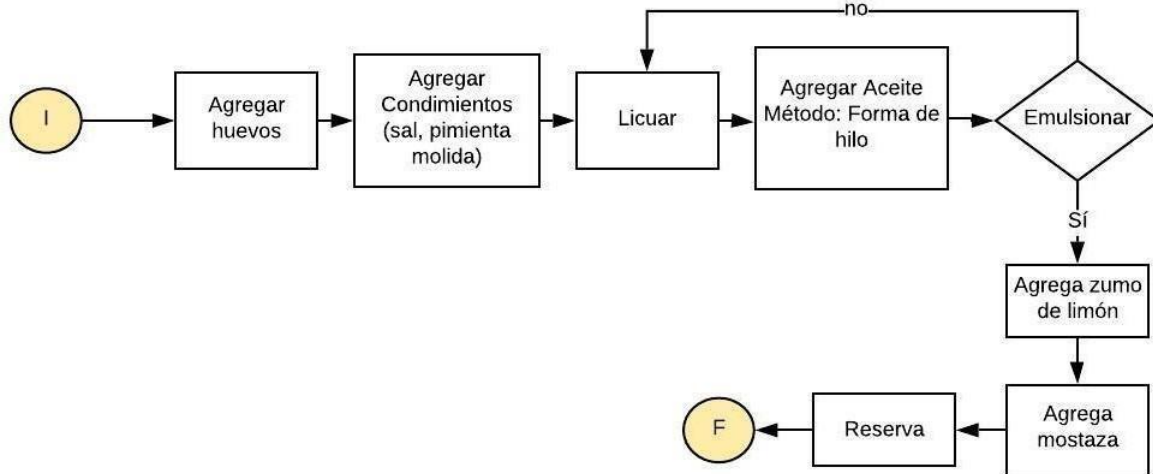 no
I
Agregar
huevos
Agregar
Condimientos
(sal, pimienta
molida)
Licuar
Agregar Aceite
Método: Forma de
hilo
Emulsionar
Sí
Agrega zumo
de limón
Agrega
mostaza
Reserva
F